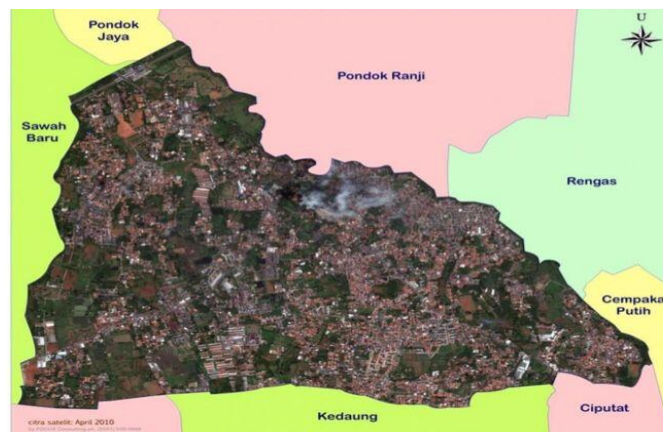 Pondok
Jaya
U
Pondok Ranji
Sawah
Baru
Rengas
Cempaka
Putih
Kedaung
Ciputat
citra satelit: April 2010